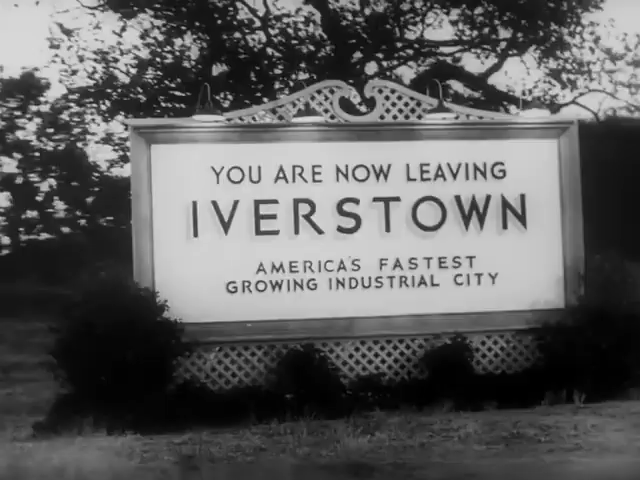 YOU ARE NOW LEAVING
IVERSTOWN
AMERICA'S FASTEST
GROWING INDUSTRIAL CITY